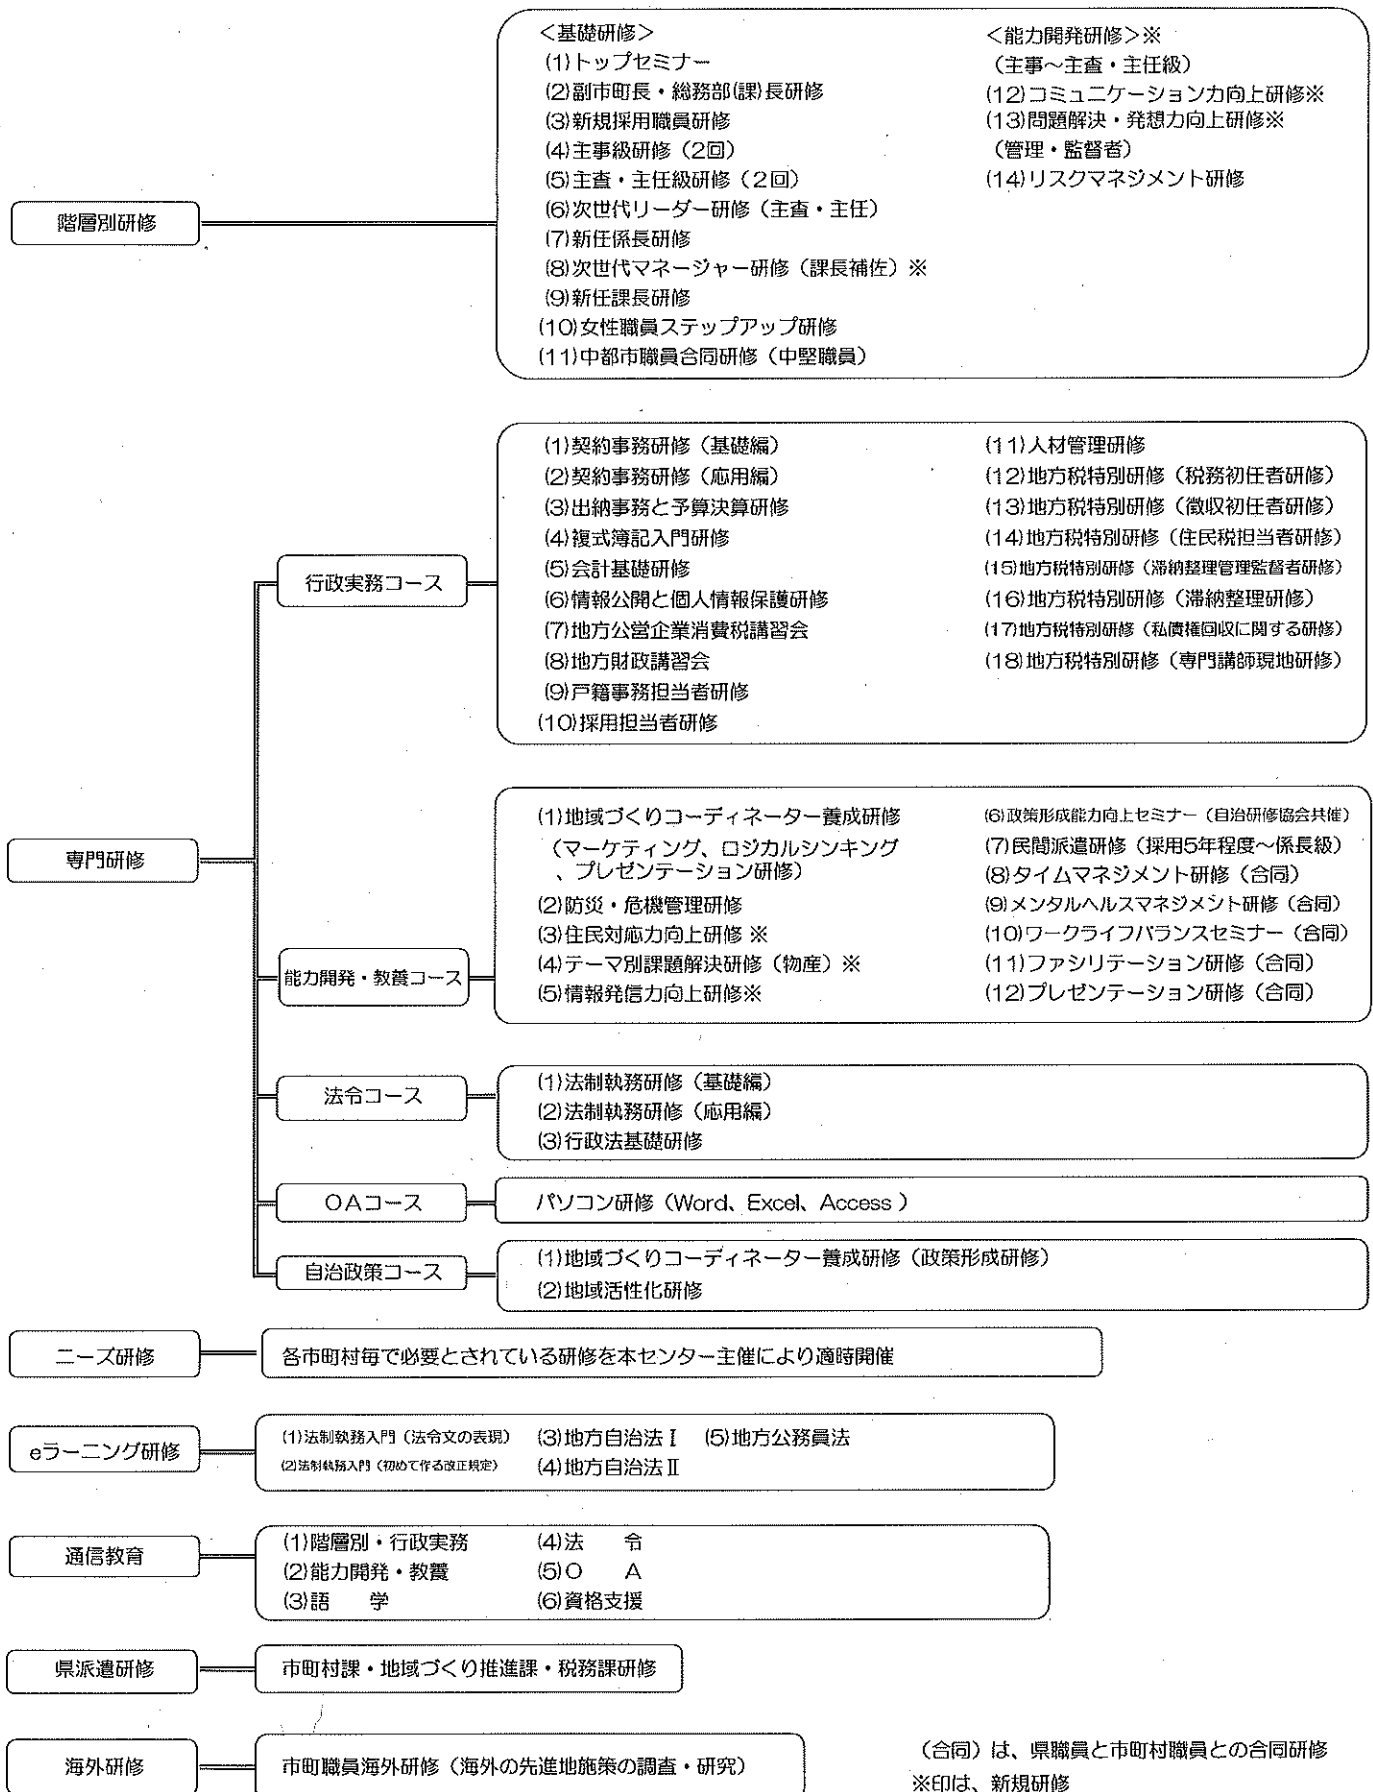 階層別研修
<基礎研修>
(1)トップセミナー
(2)副市町長・総務部(課)長研修
(3)新規採用職員研修
(4)主事級研修（2回）
(5)主査・主任級研修（2回）
(6)次世代リーダー研修（主査・主任）
(7)新任係長研修
(8)次世代マネージャー研修（課長補佐）※
(9)新任課長研修
(10)女性職員ステップアップ研修
(11)中都市職員合同研修（中堅職員）
<能力開発研修>※
（主事～主査・主任級）
(12)コミュニケーション力向上研修※
(13)問題解決・発想力向上研修※
（管理・監督者）
(14)リスクマネジメント研修
専門研修
行政実務コース
(1)契約事務研修（基礎編）
(2)契約事務研修（応用編）
(3)出納事務と予算決算研修
(4)複式簿記入門研修
(5)会計基礎研修
(6)情報公開と個人情報保護研修
(7)地方公営企業消費税講習会
(8)地方財政講習会
(9)戸籍事務担当者研修
(10)採用担当者研修
(11)人材管理研修
(12)地方税特別研修（税務初任者研修）
(13)地方税特別研修（徴収初任者研修）
(14)地方税特別研修（住民税担当者研修）
(15)地方税特別研修（滞納整理管理監督者研修）
(16)地方税特別研修（滞納整理研修）
(17)地方税特別研修（私債権回収に関する研修）
(18)地方税特別研修（専門講師現地研修）
能力開発・教養コース
(1)地域づくりコーディネーター養成研修
（マーケティング、ロジカルシンキング
、プレゼンテーション研修）
(2)防災・危機管理研修
(3)住民対応力向上研修 ※
(4)テーマ別課題解決研修（物産）※
(5)情報発信力向上研修※
(6)政策形成能力向上セミナー（自治研修協会共催）
(7)民間派遣研修（採用5年程度～係長級）
(8)タイムマネジメント研修（合同）
(9)メンタルヘルスマネジメント研修（合同）
(10)ワークライフバランスセミナー（合同）
(11)ファシリテーション研修（合同）
(12)プレゼンテーション研修（合同）
法令コース
(1)法制執務研修（基礎編）
(2)法制執務研修（応用編）
(3)行政法基礎研修
OAコース
パソコン研修（Word、Excel、Access）
自治政策コース
(1)地域づくりコーディネーター養成研修（政策形成研修）
(2)地域活性化研修
ニーズ研修
各市町村毎で必要とされている研修を本センター主催により適時開催
eラーニング研修
(1)法制執務入門（法令文の表現）
(2)法制執務入門（初めて作る改正規定）
(3)地方自治法Ⅰ
(4)地方自治法Ⅱ
(5)地方公務員法
通信教育
(1)階層別・行政実務
(2)能力開発・教養
(3)語　学
(4)法　令
(5)O　A
(6)資格支援
県派遣研修
市町村課・地域づくり推進課・税務課研修
海外研修
市町職員海外研修（海外の先進地施策の調査・研究）
（合同）は、県職員と市町村職員との合同研修
※印は、新規研修